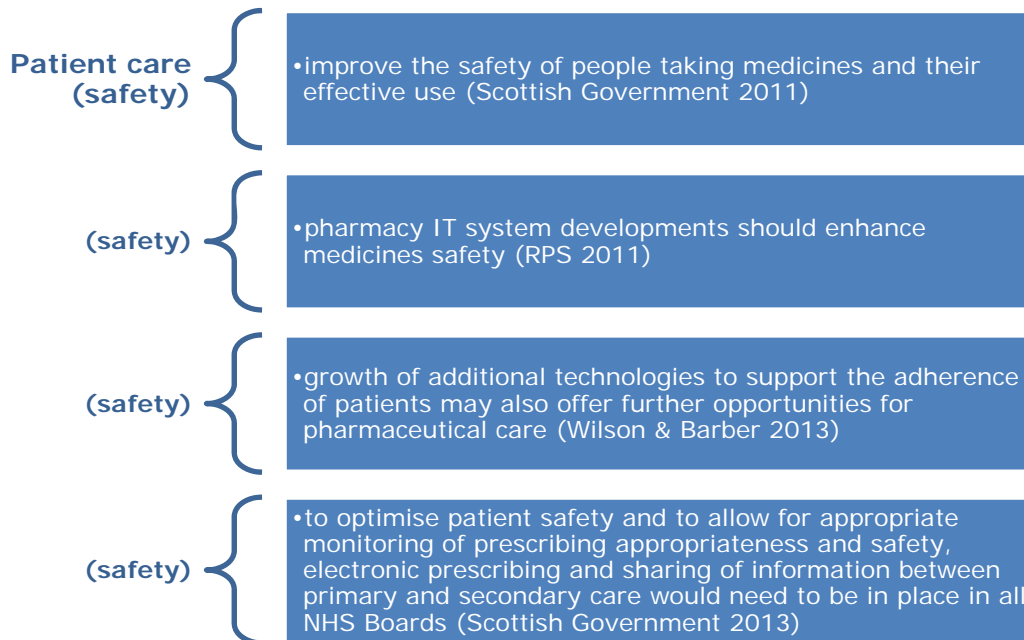 Patient care
(safety)
•improve the safety of people taking medicines and their
effective use (Scottish Government 2011)
(safety)
•pharmacy IT system developments should enhance
medicines safety (RPS 2011)
(safety)
•growth of additional technologies to support the adherence
of patients may also offer further opportunities for
pharmaceutical care (Wilson & Barber 2013)
(safety)
•to optimise patient safety and to allow for appropriate
monitoring of prescribing appropriateness and safety,
electronic prescribing and sharing of information between
primary and secondary care would need to be in place in all
NHS Boards (Scottish Government 2013)